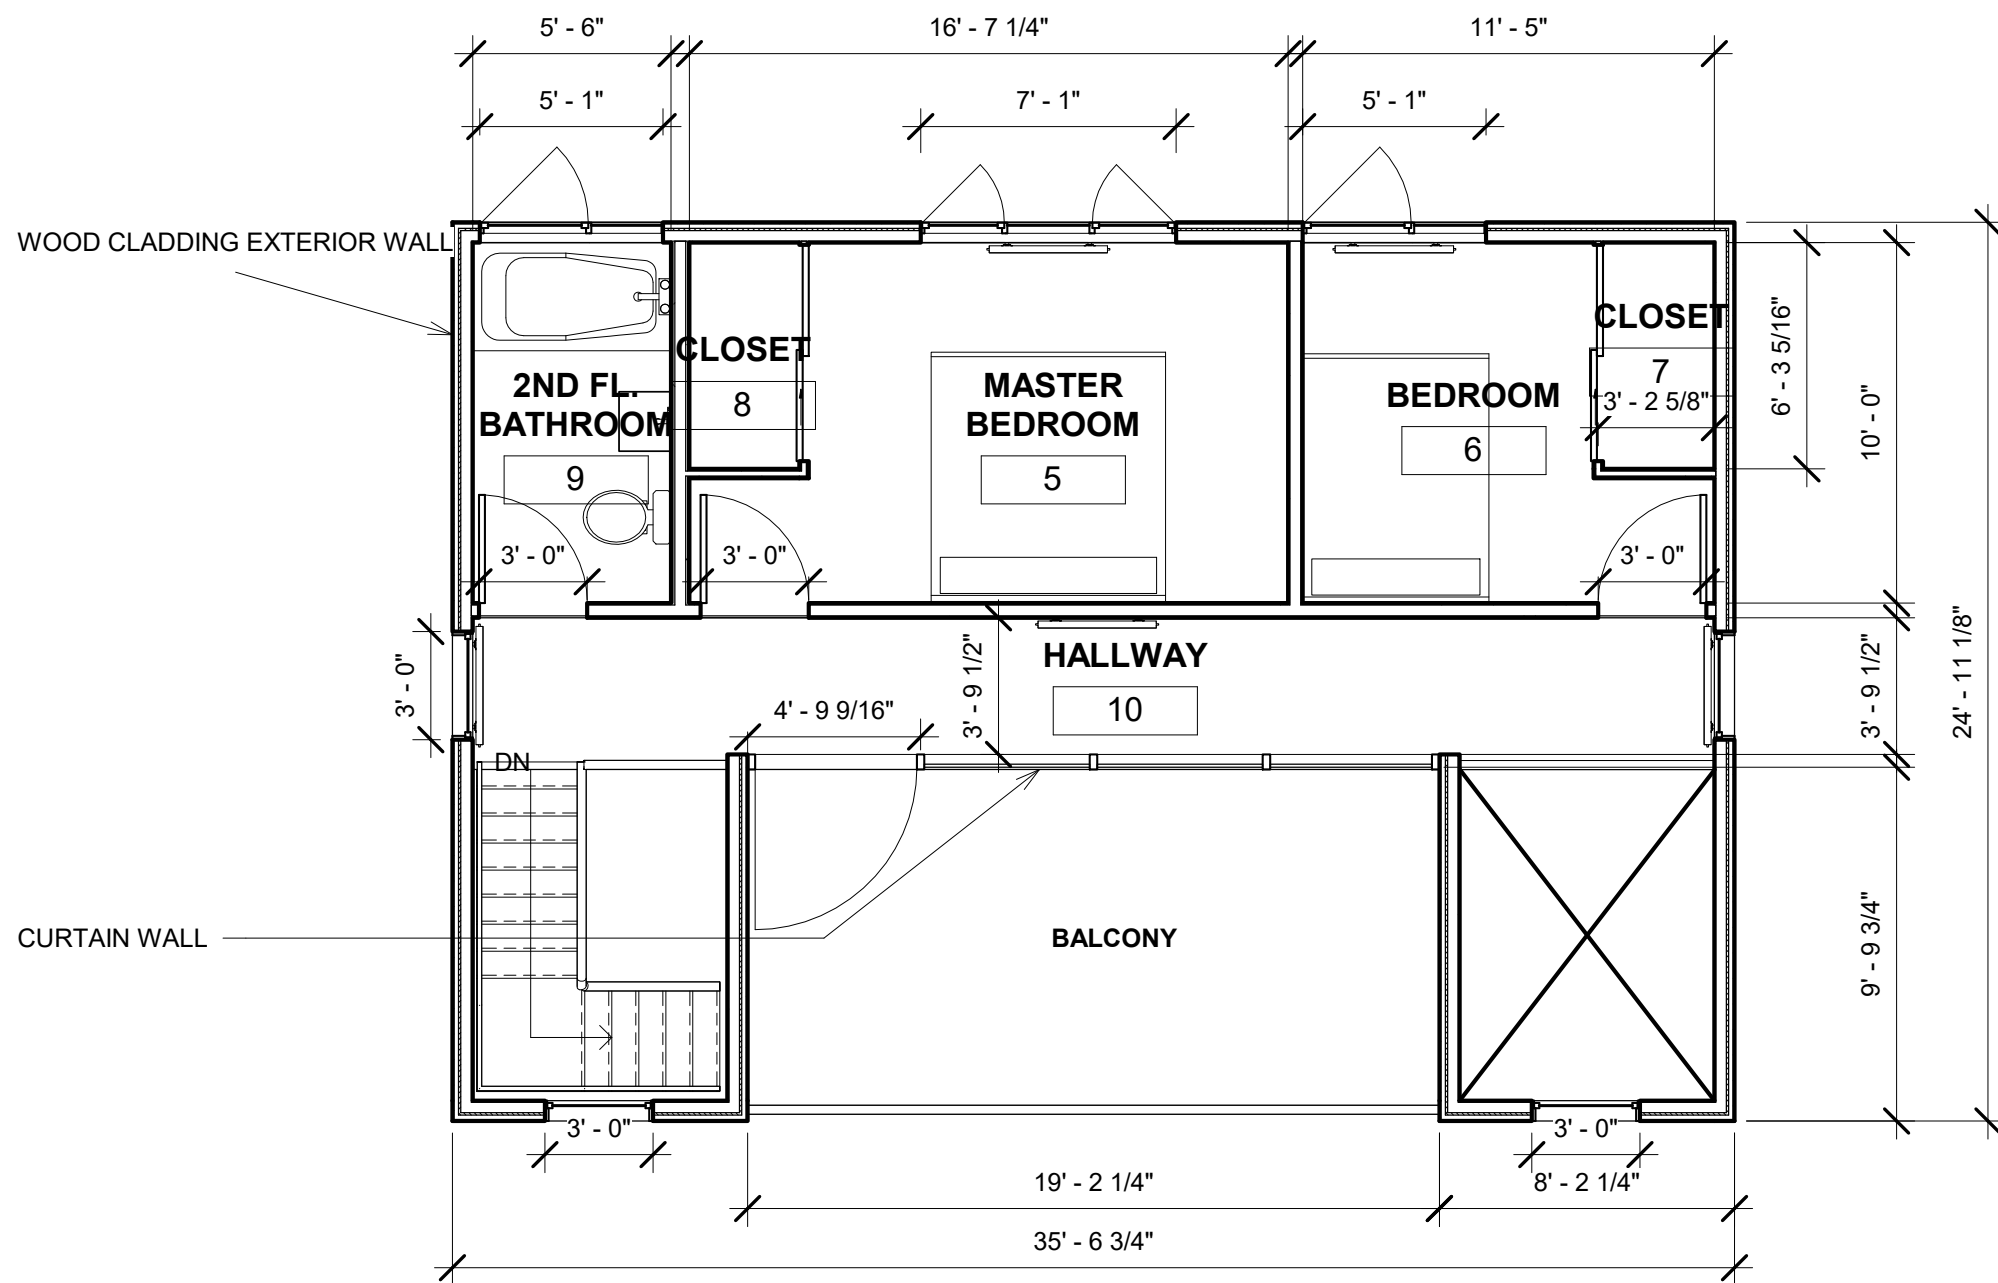 5' - 6"
16' - 7 1/4"
11' - 5"
5' - 1"
7' - 1"
5' - 1"
WOOD CLADDING EXTERIOR WALL
CLOSET
7
3' - 2 5/8"
6' - 3 5/16"
10' - 0"
CLOSET
8
2ND FL.
BATHROOM
9
MASTER
BEDROOM
5
BEDROOM
6
3' - 0"
3' - 0"
3' - 0"
3' - 0"
HALLWAY
10
3' - 9 1/2"
3' - 9 1/2"
24' - 11 1/8"
4' - 9 9/16"
DN
CURTAIN WALL
BALCONY
9' - 9 3/4"
3' - 0"
3' - 0"
19' - 2 1/4"
8' - 2 1/4"
35' - 6 3/4"